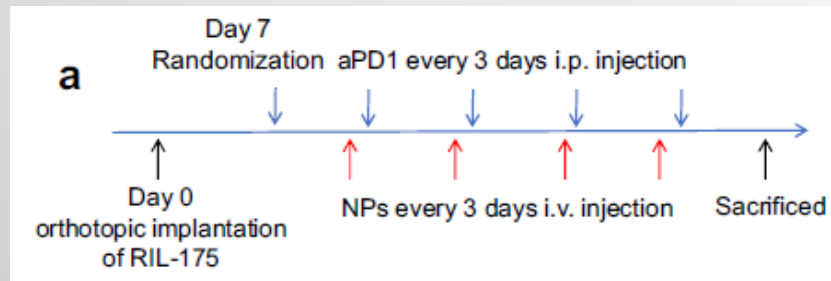 a
Day 7
Randomization aPD1 every 3 days i.p. injection
Day 0
orthotopic implantation
of RIL-175
NPs every 3 days i.v. injection
Sacrificed